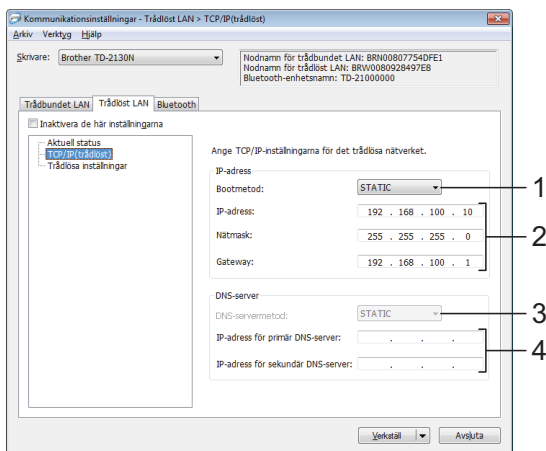 Kommunikationsinställningar - Trådlöst LAN > TCP/IP(trådlöst)
Arkiv Verktyg Hjälp
Skrivare: Brother TD-2130N
Nodnamn för trådbundet LAN: BRN00807754DFE1
Nodnamn för trådlöst LAN: BRW0080928497E8
Bluetooth-enhetsnamn: TD-21000000
Trådbundet LAN Trådlöst LAN Bluetooth
Inaktivera de här inställningarna
Aktuell status
TCP/IP(trådlöst)
Trådlösa inställningar
Ange TCP/IP-inställningarna för det trådlösa nätverket.
IP-adress
Bootmetod: STATIC 1
IP-adress: 192 . 168 . 100 . 10
Nätmask: 255 . 255 . 255 . 0 2
Gateway: 192 . 168 . 100 . 1
DNS-server
DNS-servermetod: STATIC 3
IP-adress för primär DNS-server: . . .
4
IP-adress för sekundär DNS-server: . . .
Verkställ Avsluta